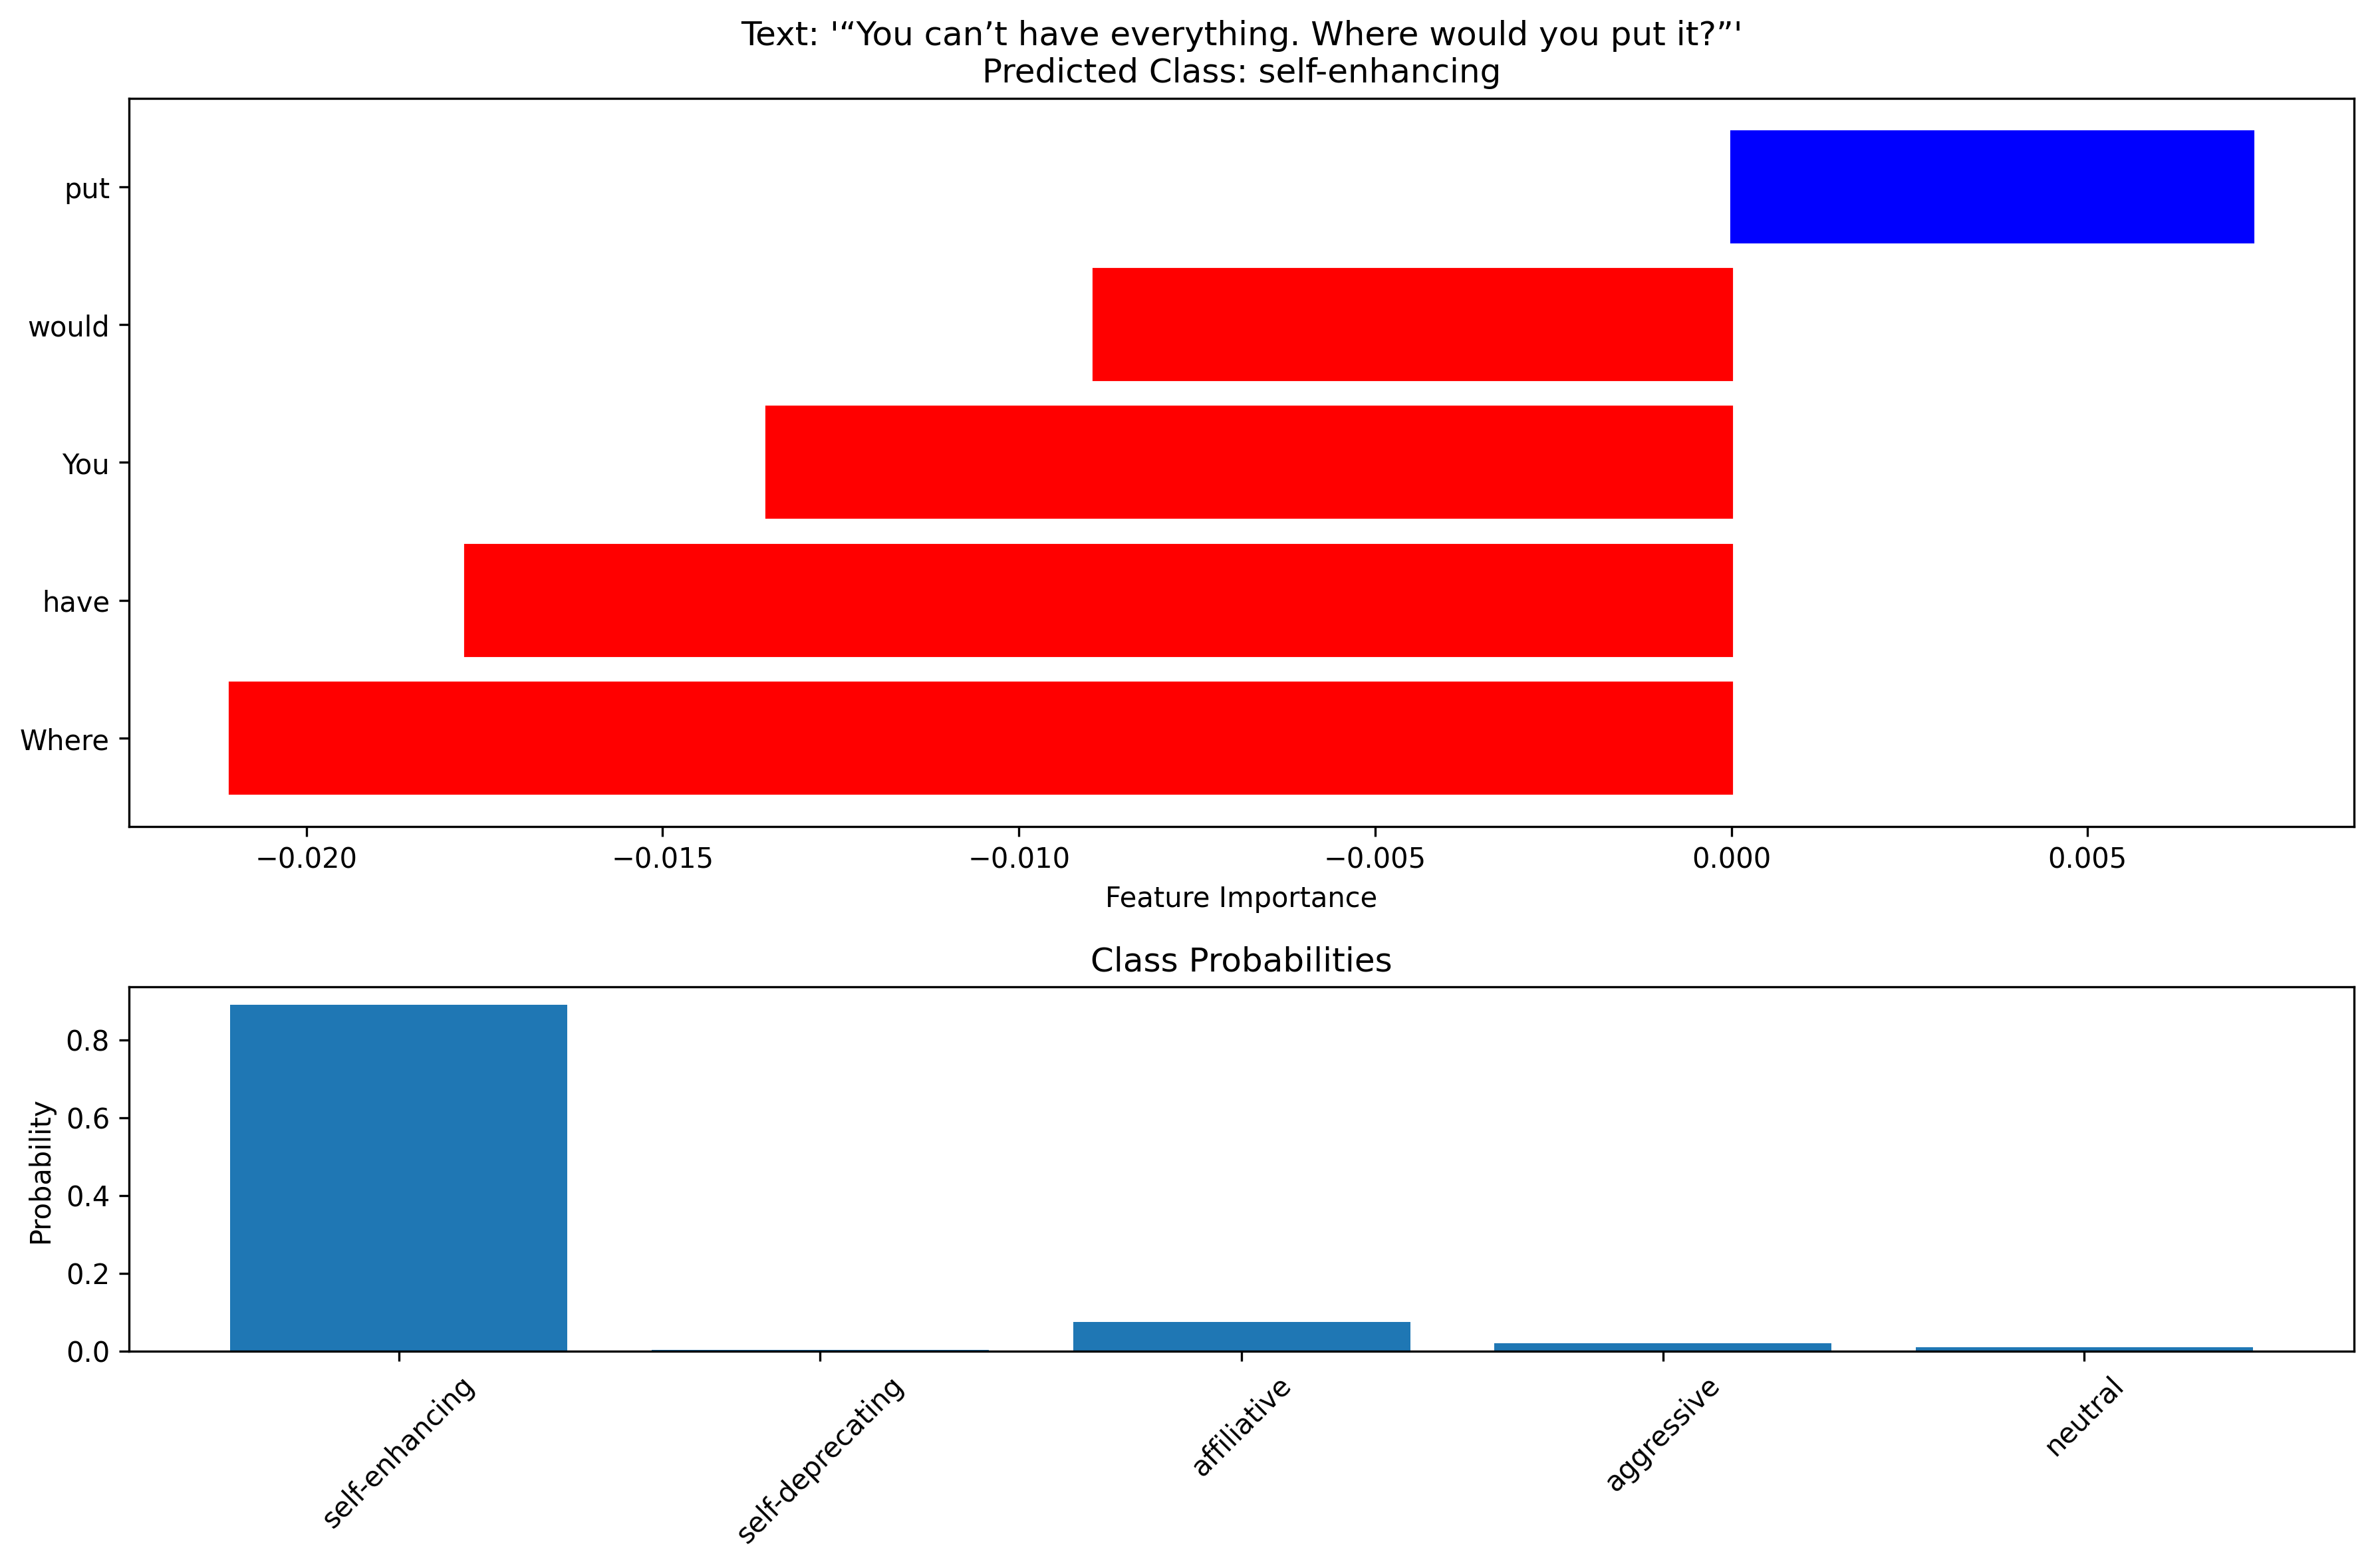 Text: '“You can’t have everything. Where would you put it?”'
Predicted Class: self-enhancing
put
would
You
have
Where
−0.020 −0.015 −0.010 −0.005 0.000 0.005
Feature Importance
Class Probabilities
Probability
0.8
0.6
0.4
0.2
0.0
self-enhancing
self-deprecating
affiliative
aggressive
neutral